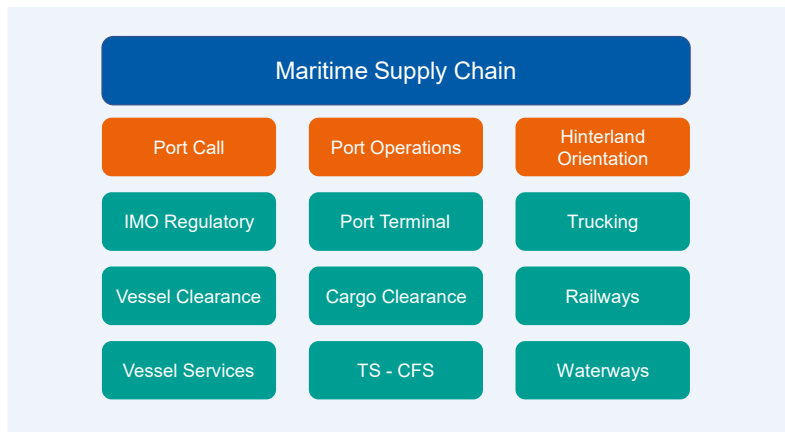 Maritime Supply Chain
Port Call
Port Operations
Hinterland
Orientation
IMO Regulatory
Port Terminal
Trucking
Vessel Clearance
Cargo Clearance
Railways
Vessel Services
TS - CFS
Waterways